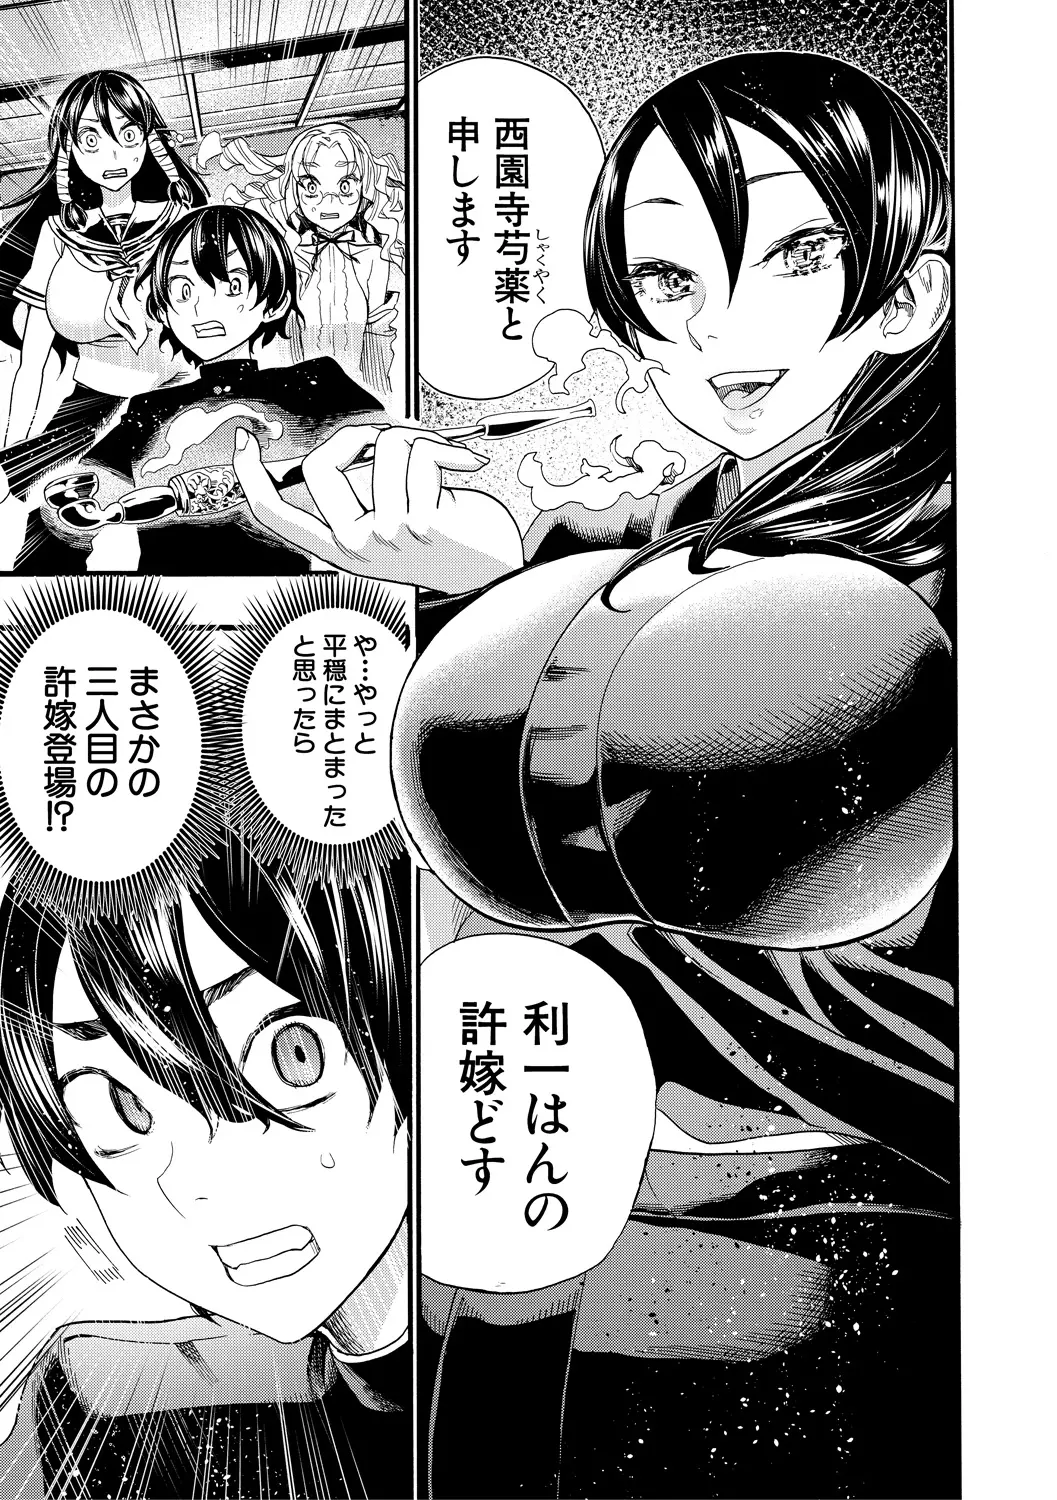 西園寺芍薬と
しゃくやく
申します
利一はんの
許嫁どす
や…やっと
平穏にまとまった
と思ったら
まさかの
三人目の
許嫁登場!?